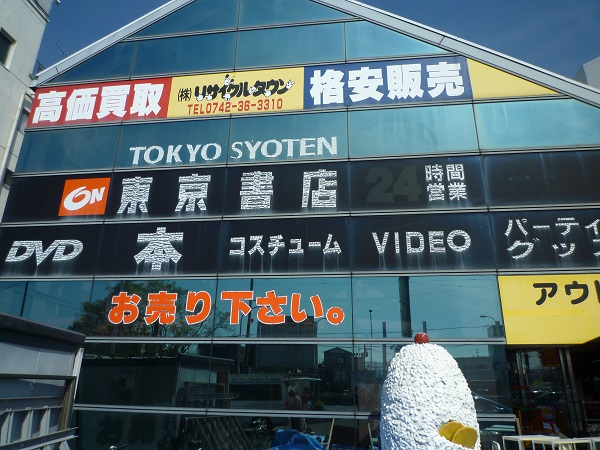 高価買取
(株)リサイクルタウン
TEL0742-36-3310
格安販売
TOKYO SYOTEN
6N 東京書店 24時間営業
DVD 本 コスチューム VIDEO パーティ
グッズ
お売り下さい。
アウ